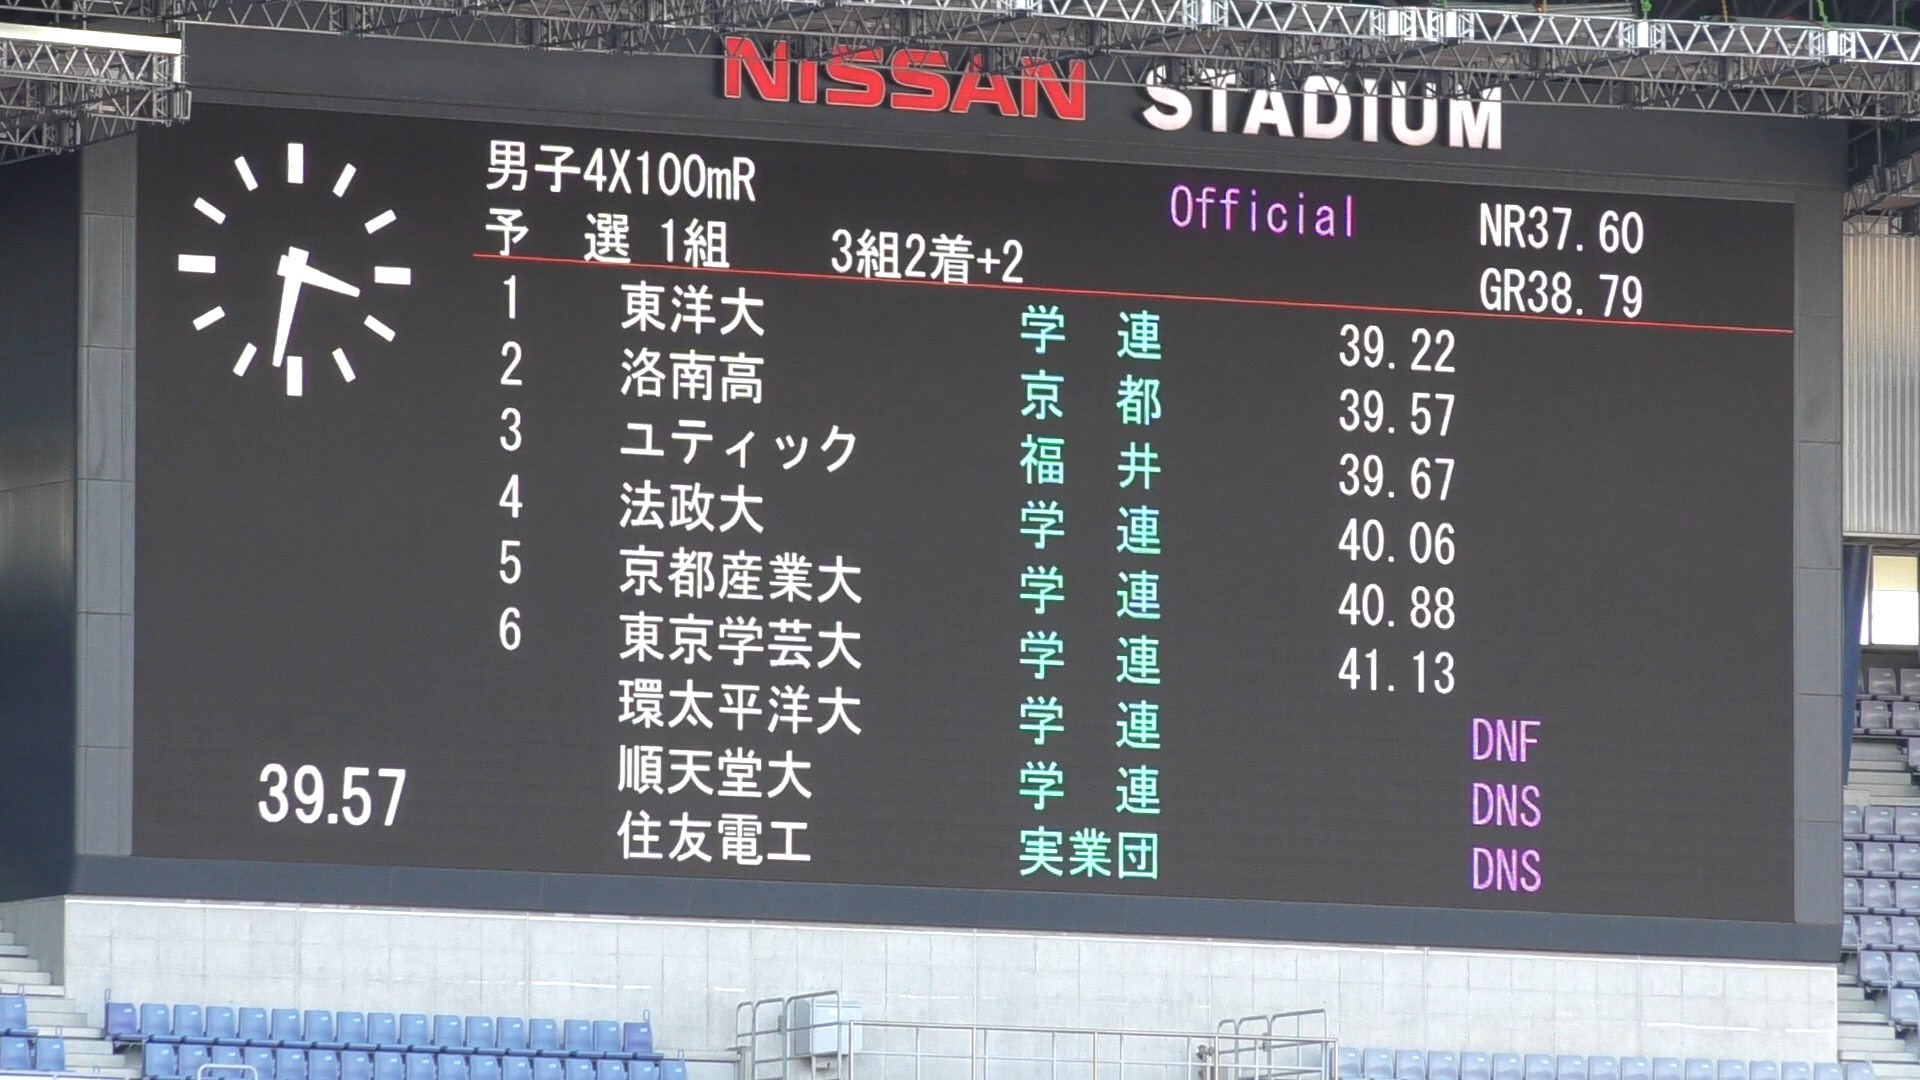 NISSAN STADIUM
男子4X100mR Official NR37.60
予 選 1組 3組2着+2 GR38.79
1 東洋大 学 連 39.22
2 洛南高 京 都 39.57
3 ユティック 福 井 39.67
4 法政大 学 連 40.06
5 京都産業大 学 連 40.88
6 東京学芸大 学 連 41.13
環太平洋大 学 連 DNF
順天堂大 学 連 DNS
住友電工 実業団 DNS
39.57